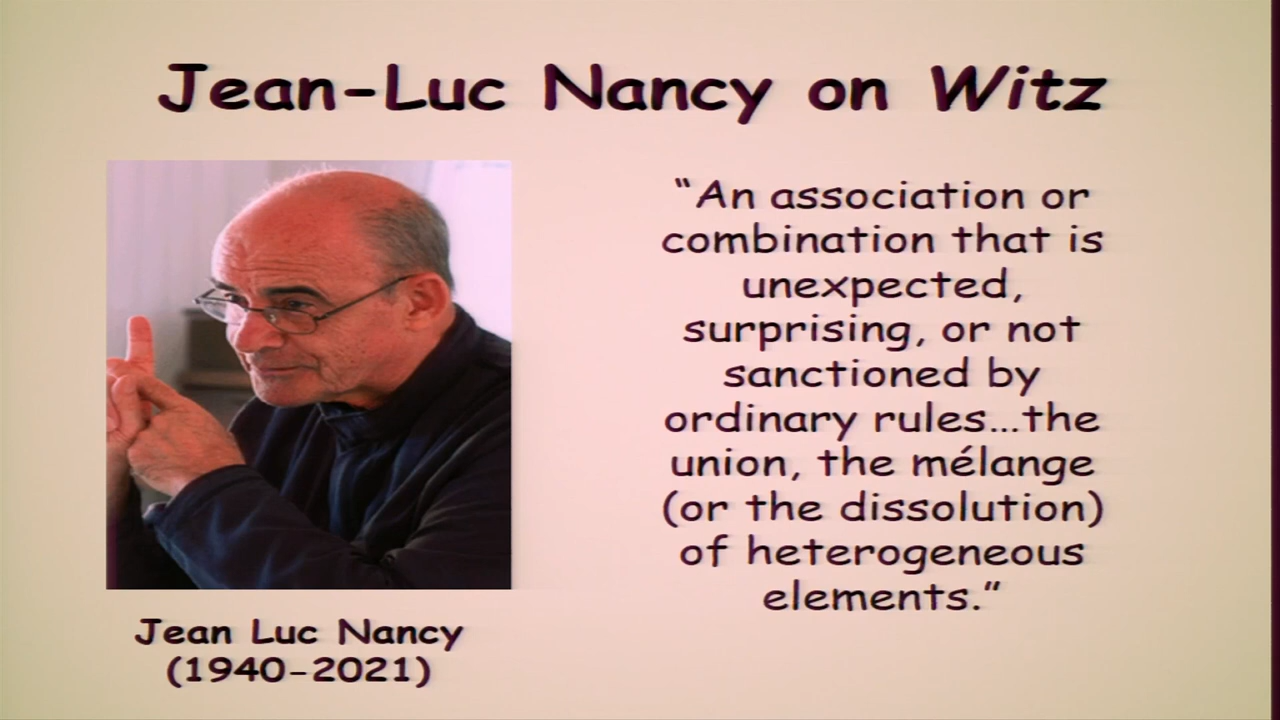 Jean-Luc Nancy on Witz
“An association or
combination that is
unexpected,
surprising, or not
sanctioned by
ordinary rules...the
union, the mélange
(or the dissolution)
of heterogeneous
elements.”
Jean Luc Nancy
(1940-2021)